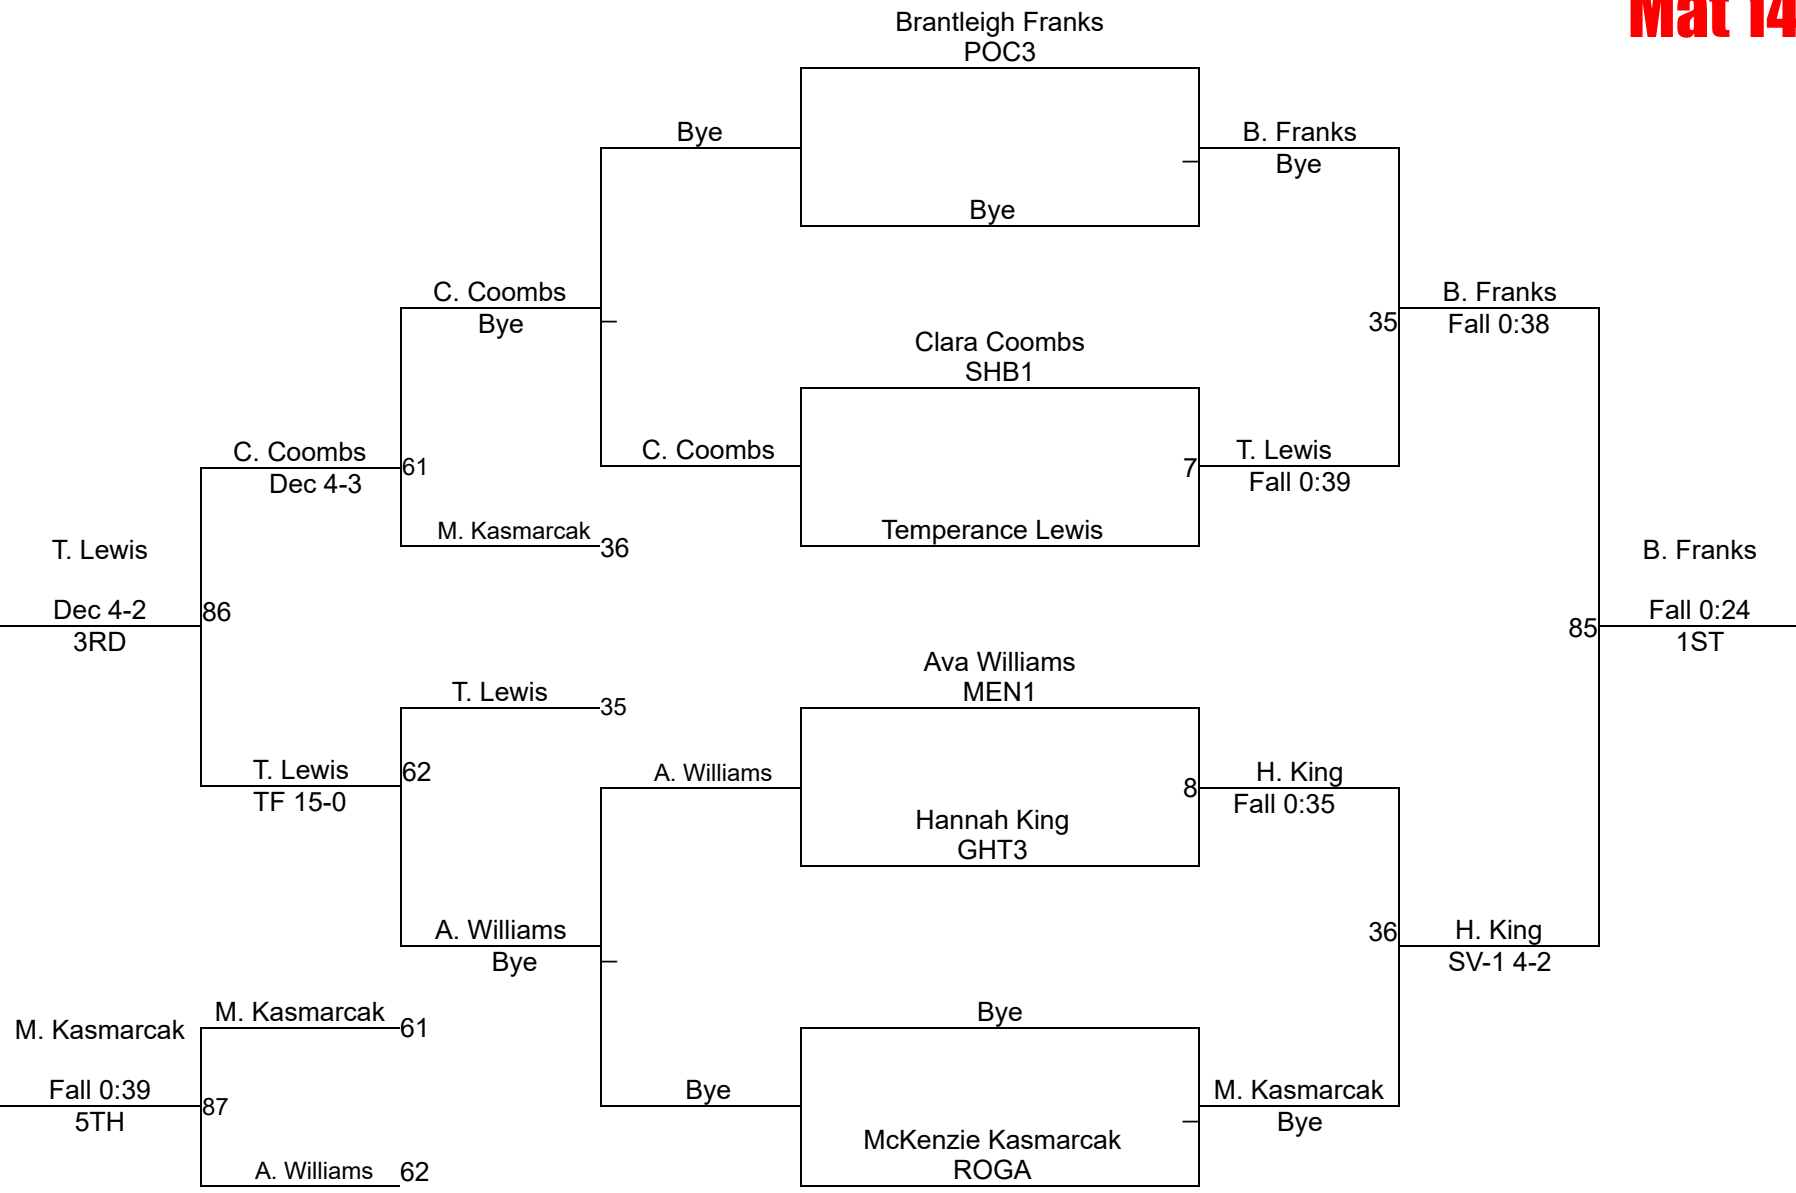 Mat 14
Brantleigh Franks
POC3
Bye
B. Franks
Bye
Bye
C. Coombs
Bye
B. Franks
35
Fall 0:38
Clara Coombs
SHB1
C. Coombs
61
Dec 4-3
C. Coombs
7
T. Lewis
Fall 0:39
M. Kasmarcak
36
Temperance Lewis
T. Lewis
Dec 4-2
86
3RD
B. Franks
Fall 0:24
85
1ST
Ava Williams
MEN1
T. Lewis
35
T. Lewis
62
TF 15-0
A. Williams
8
H. King
Fall 0:35
Hannah King
GHT3
A. Williams
Bye
36
H. King
SV-1 4-2
M. Kasmarcak
61
Bye
M. Kasmarcak
Fall 0:39
87
5TH
Bye
M. Kasmarcak
Bye
McKenzie Kasmarcak
ROGA
A. Williams
62